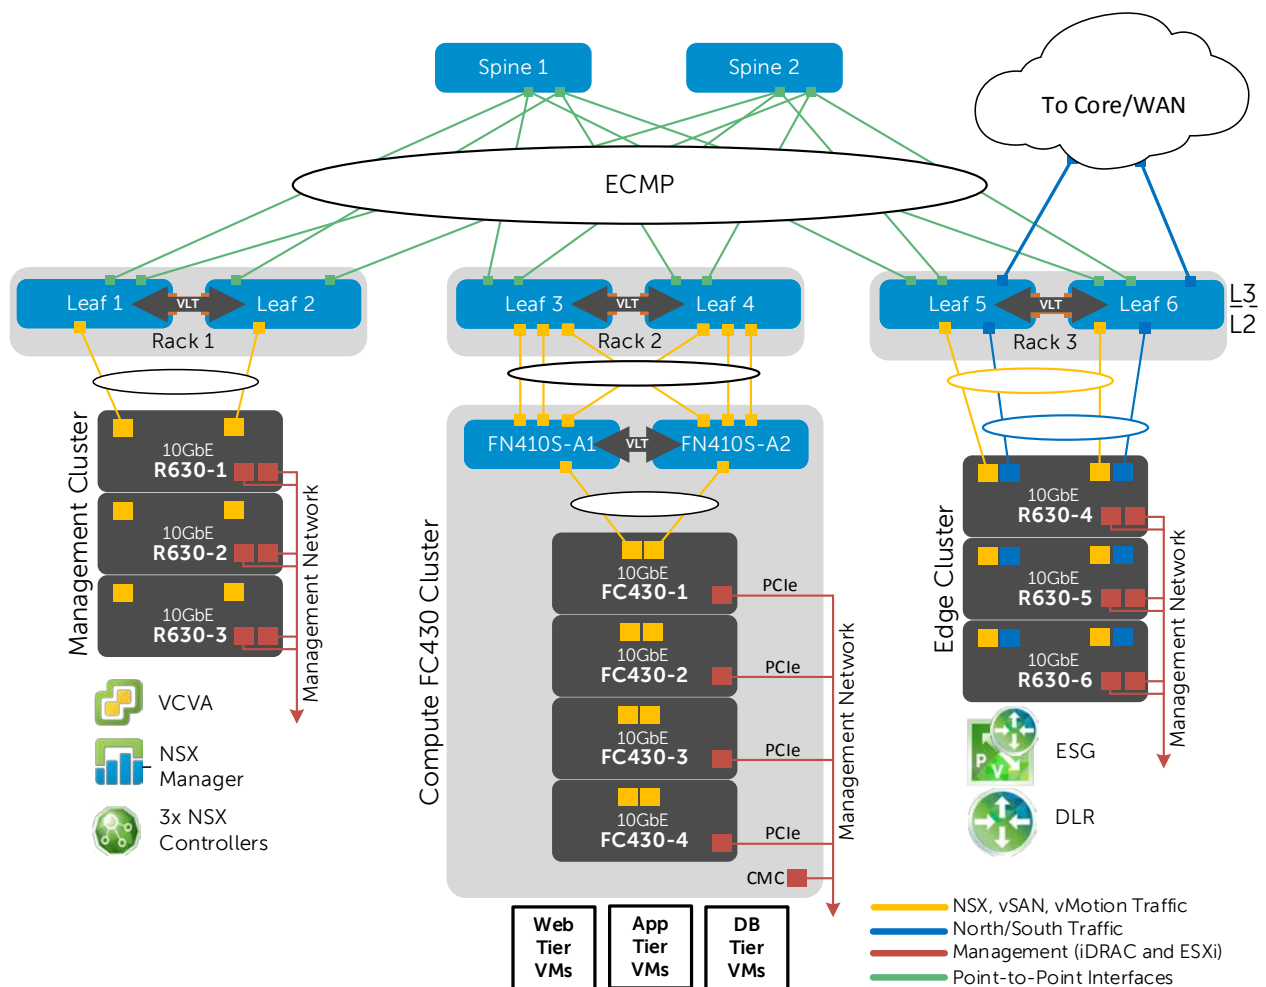 Spine 1
Spine 2
To Core/WAN
ECMP
Leaf 1
VLT
Leaf 2
Rack 1
Leaf 3
VLT
Leaf 4
Rack 2
Leaf 5
VLT
Leaf 6
Rack 3
L3
L2
Management Cluster
10GbE
R630-1
10GbE
R630-2
10GbE
R630-3
Management Network
VCVA
NSX
Manager
3x NSX
Controllers
Compute FC430 Cluster
FN410S-A1
VLT
FN410S-A2
10GbE
FC430-1
PCIe
10GbE
FC430-2
PCIe
10GbE
FC430-3
PCIe
10GbE
FC430-4
PCIe
CMC
Management Network
Web
Tier
VMs
App
Tier
VMs
DB
Tier
VMs
Edge Cluster
10GbE
R630-4
10GbE
R630-5
10GbE
R630-6
Management Network
P
V
ESG
DLR
NSX, vSAN, vMotion Traffic
North/South Traffic
Management (iDRAC and ESXi)
Point-to-Point Interfaces